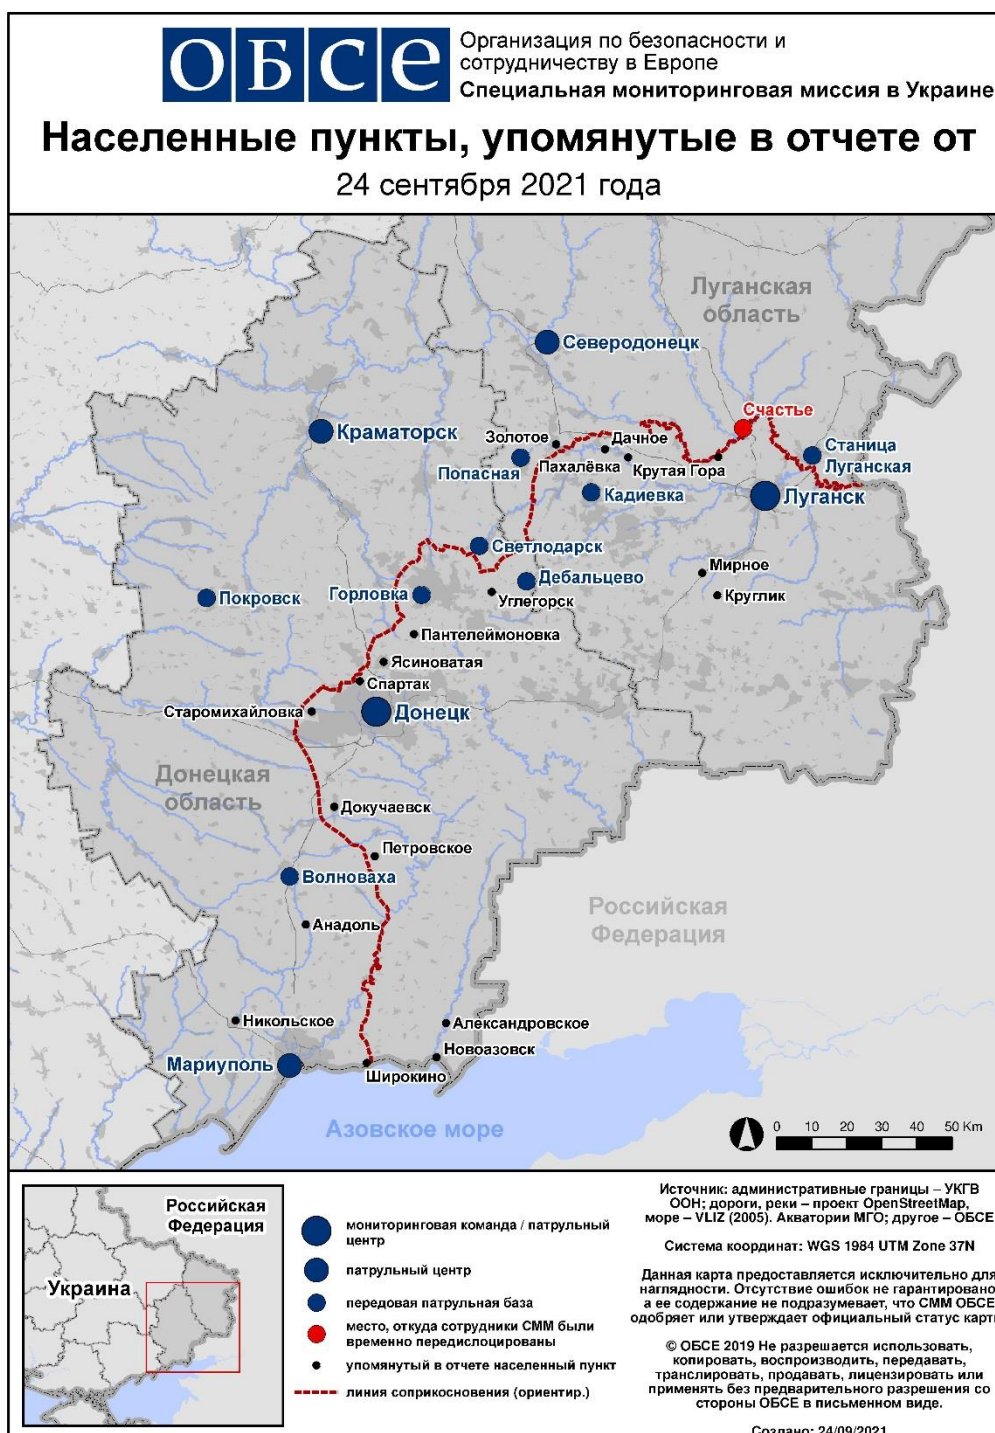 ОБСЕ
Организация по безопасности и
сотрудничеству в Европе
Специальная мониторинговая миссия в Украине
Населенные пункты, упомянутые в отчете от
24 сентября 2021 года
Луганская
область
Северодонецк
Счастье
Краматорск
Золотое
Дачное
Станица
Луганская
Попасная
Пахалёвка
Крутая Гора
Кадиевка
Луганск
Светлодарск
Мирное
Дебальцево
Покровск
Горловка
Углегорск
Круглик
Пантелеймоновка
Ясиноватая
Спартак
Старомихайловка
Донецк
Донецкая
область
Докучаевск
Петровское
Волноваха
Российская
Федерация
Анадоль
Никольское
Александровское
Новоазовск
Мариуполь
Широкино
Азовское море
0 10 20 30 40 50 Km
Российская
Федерация
Украина
мониторинговая команда / патрульный
центр
патрульный центр
передовая патрульная база
место, откуда сотрудники СММ были
временно передислоцированы
упомянутый в отчете населенный пункт
линия соприкосновения (ориентир.)
Источник: административные границы – УКГВ
ООН; дороги, реки – проект OpenStreetMap,
море – VLIZ (2005). Акватории МГО; другое – ОБСЕ
Система координат: WGS 1984 UTM Zone 37N
Данная карта предоставляется исключительно для
наглядности. Отсутствие ошибок не гарантировано
а ее содержание не подразумевает, что СММ ОБСЕ
одобряет или утверждает официальный статус карт
© ОБСЕ 2019 Не разрешается использовать,
копировать, воспроизводить, передавать,
транслировать, продавать, лицензировать или
применять без предварительного разрешения со
стороны ОБСЕ в письменном виде.
Создано: 24/09/2021